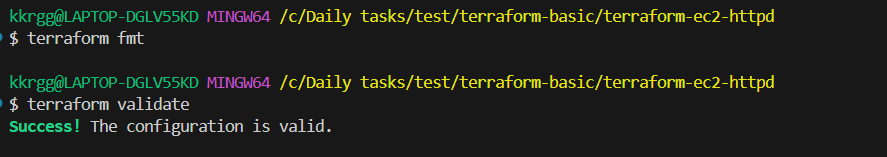 kkrgg@LAPTOP-DGLV55KD MINGW64 /c/Daily tasks/test/terraform-basic/terraform-ec2-httpd
$ terraform fmt
kkrgg@LAPTOP-DGLV55KD MINGW64 /c/Daily tasks/test/terraform-basic/terraform-ec2-httpd
$ terraform validate
Success! The configuration is valid.